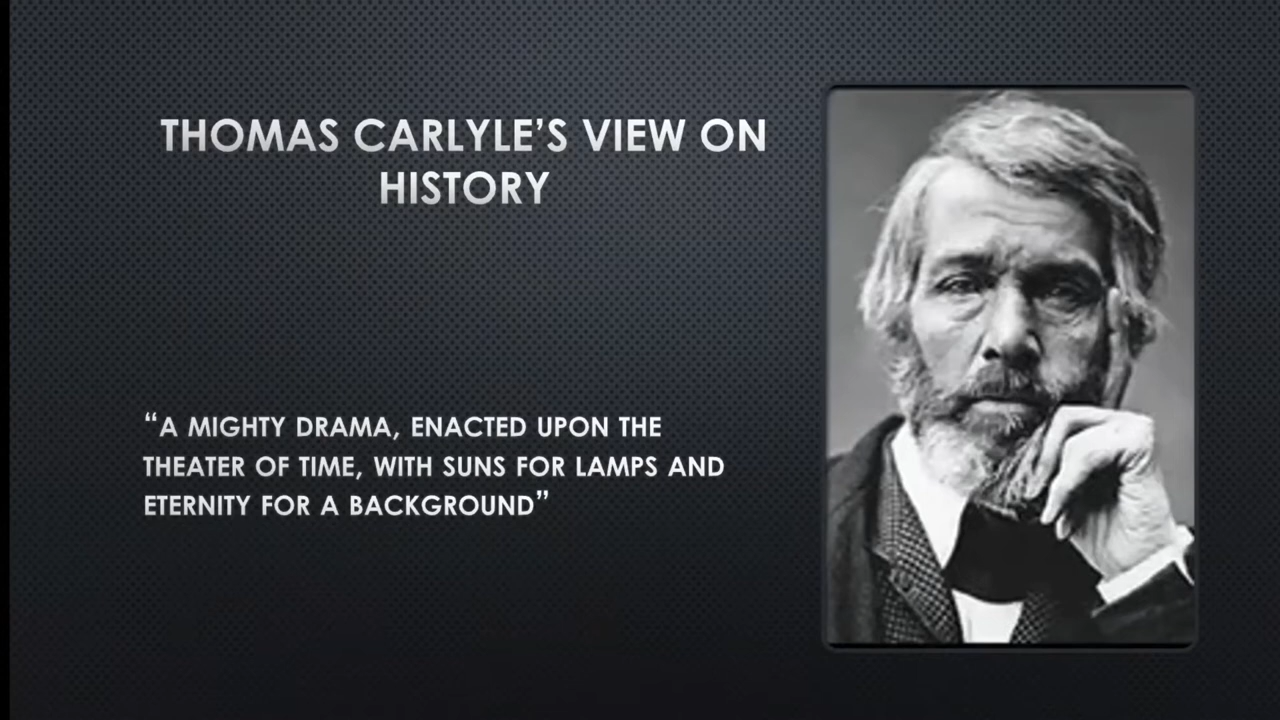 THOMAS CARLYLE’S VIEW ON
HISTORY
“A MIGHTY DRAMA, ENACTED UPON THE
THEATER OF TIME, WITH SUNS FOR LAMPS AND
ETERNITY FOR A BACKGROUND”